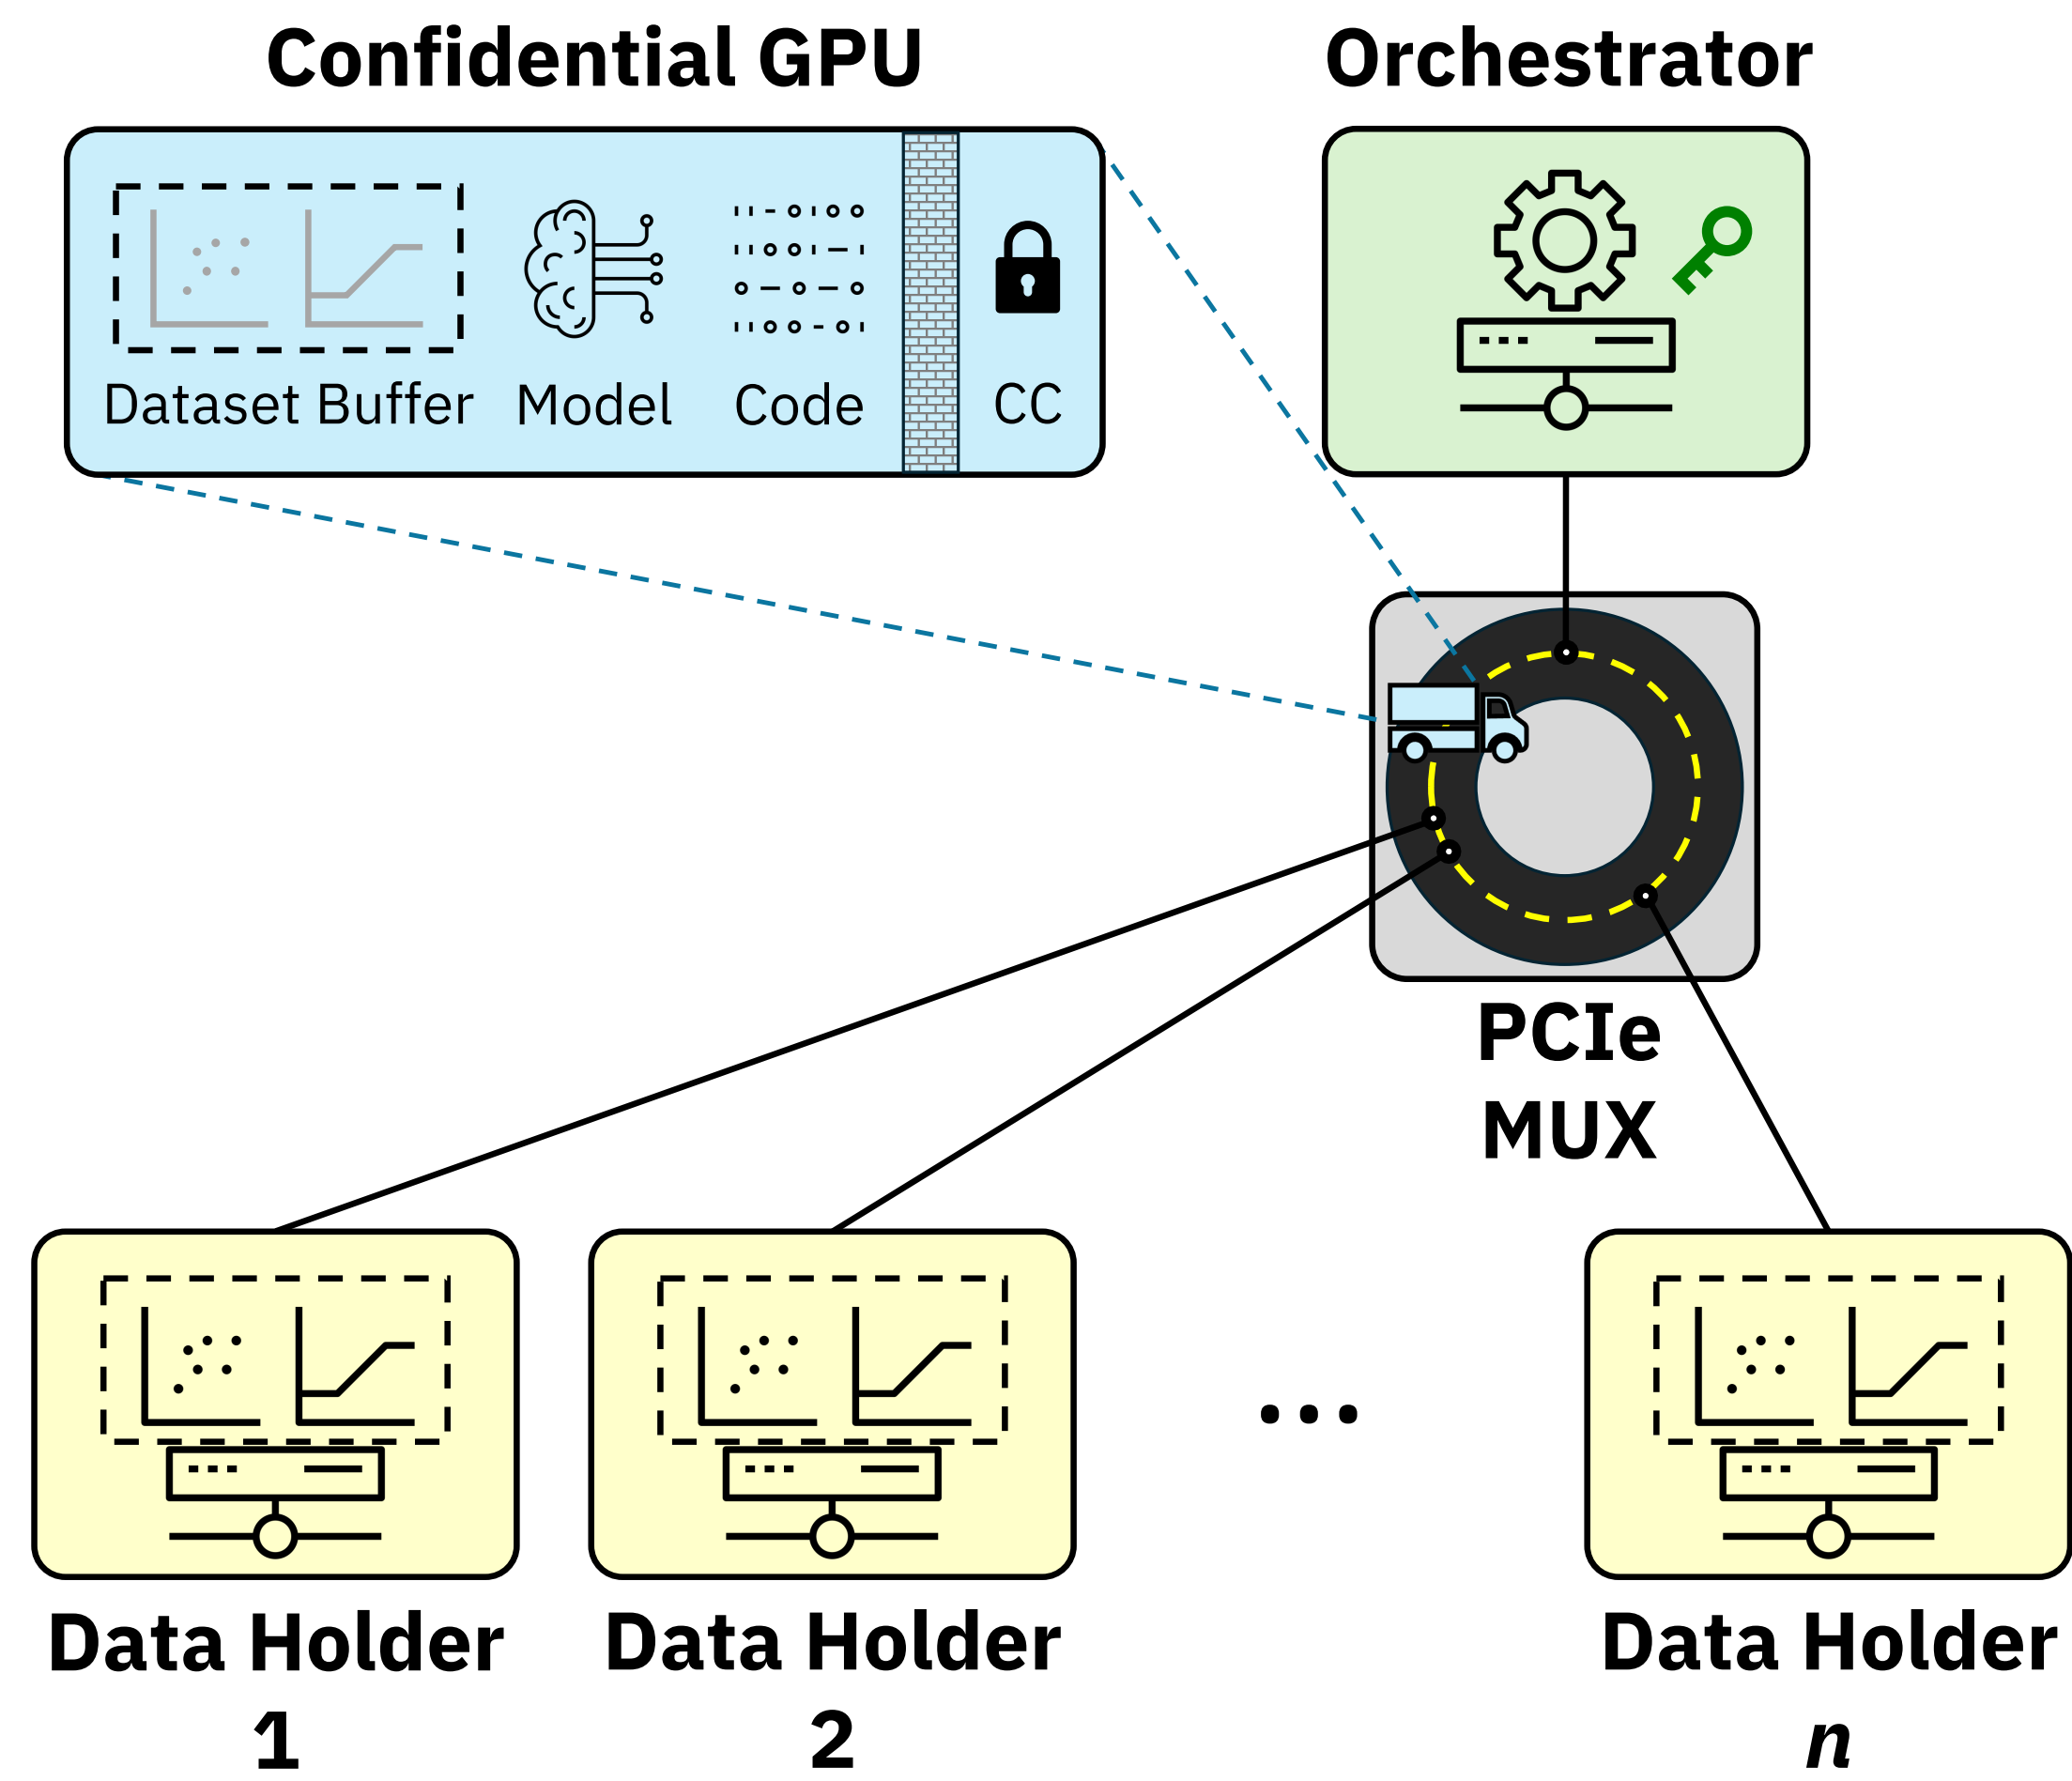 Confidential GPU
Orchestrator
Dataset Buffer
Model
Code
CC
PCIe
MUX
...
Data Holder
1
Data Holder
2
Data Holder
n